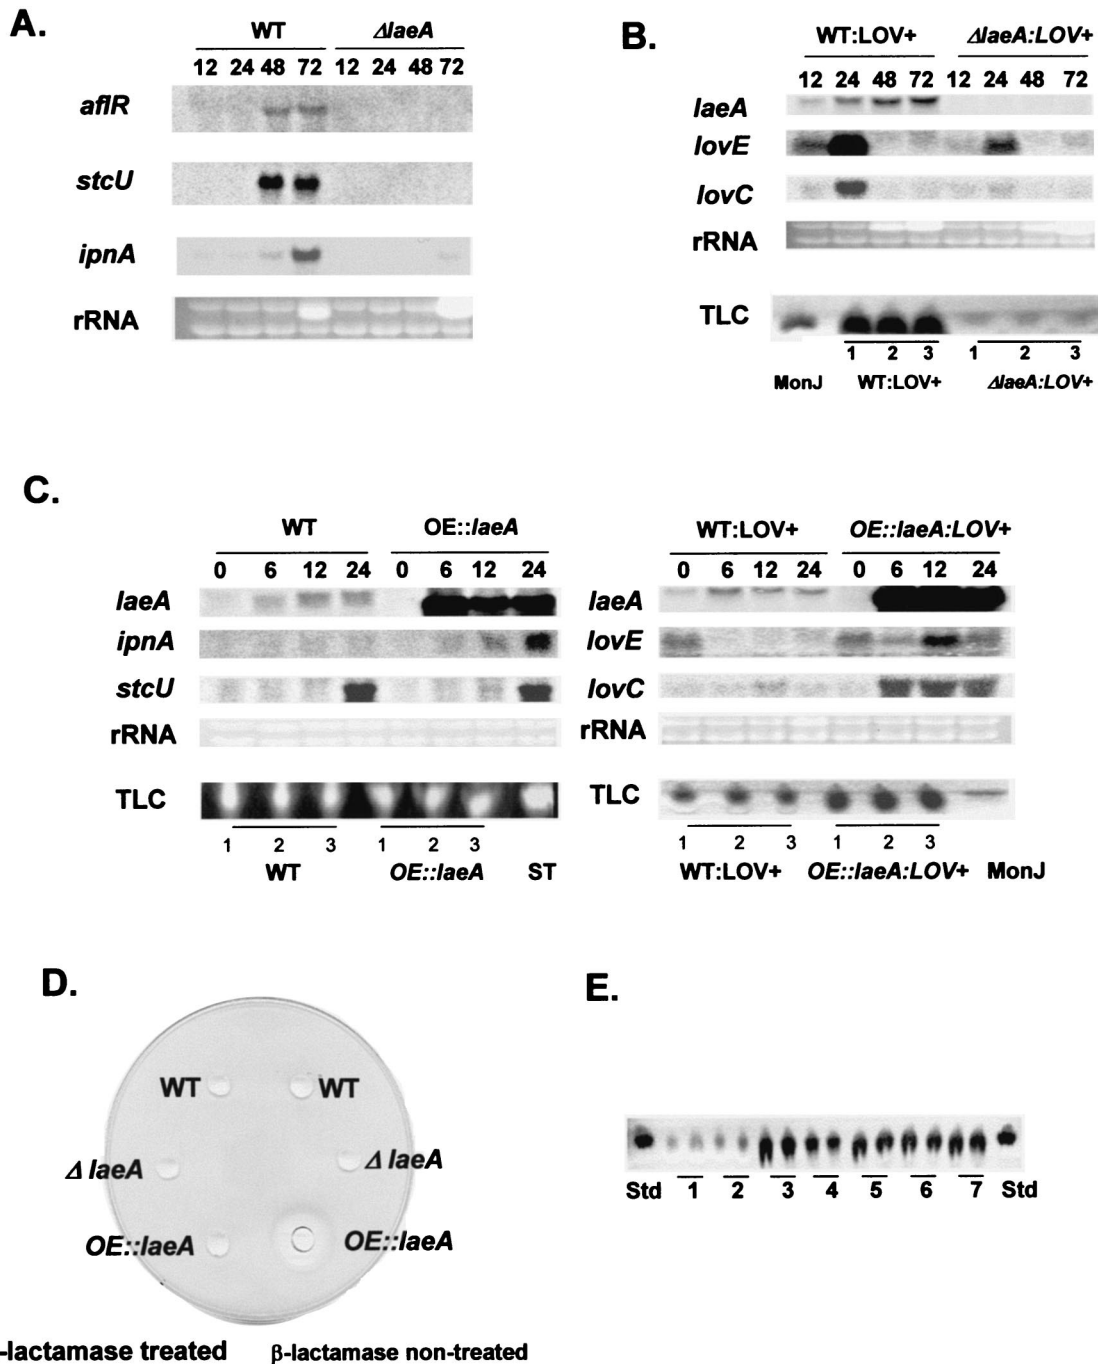 A.
WT ΔlaeA
12 24 48 72 12 24 48 72
aflR
stcU
ipnA
rRNA
B.
WT:LOV+ ΔlaeA:LOV+
12 24 48 72 12 24 48 72
laeA
lovE
lovC
rRNA
TLC
1 2 3 1 2 3
MonJ WT:LOV+ ΔlaeA:LOV+
C.
WT OE::laeA
0 6 12 24 0 6 12 24
laeA
ipnA
stcU
rRNA
TLC
1 2 3 1 2 3
WT OE::laeA ST
WT:LOV+ OE::laeA:LOV+
0 6 12 24 0 6 12 24
laeA
lovE
lovC
rRNA
TLC
1 2 3 1 2 3
WT:LOV+ OE::laeA:LOV+ MonJ
D.
WT WT
Δ laeA Δ laeA
OE::laeA OE::laeA
-lactamase treated β-lactamase non-treated
E.
Std 1 2 3 4 5 6 7 Std